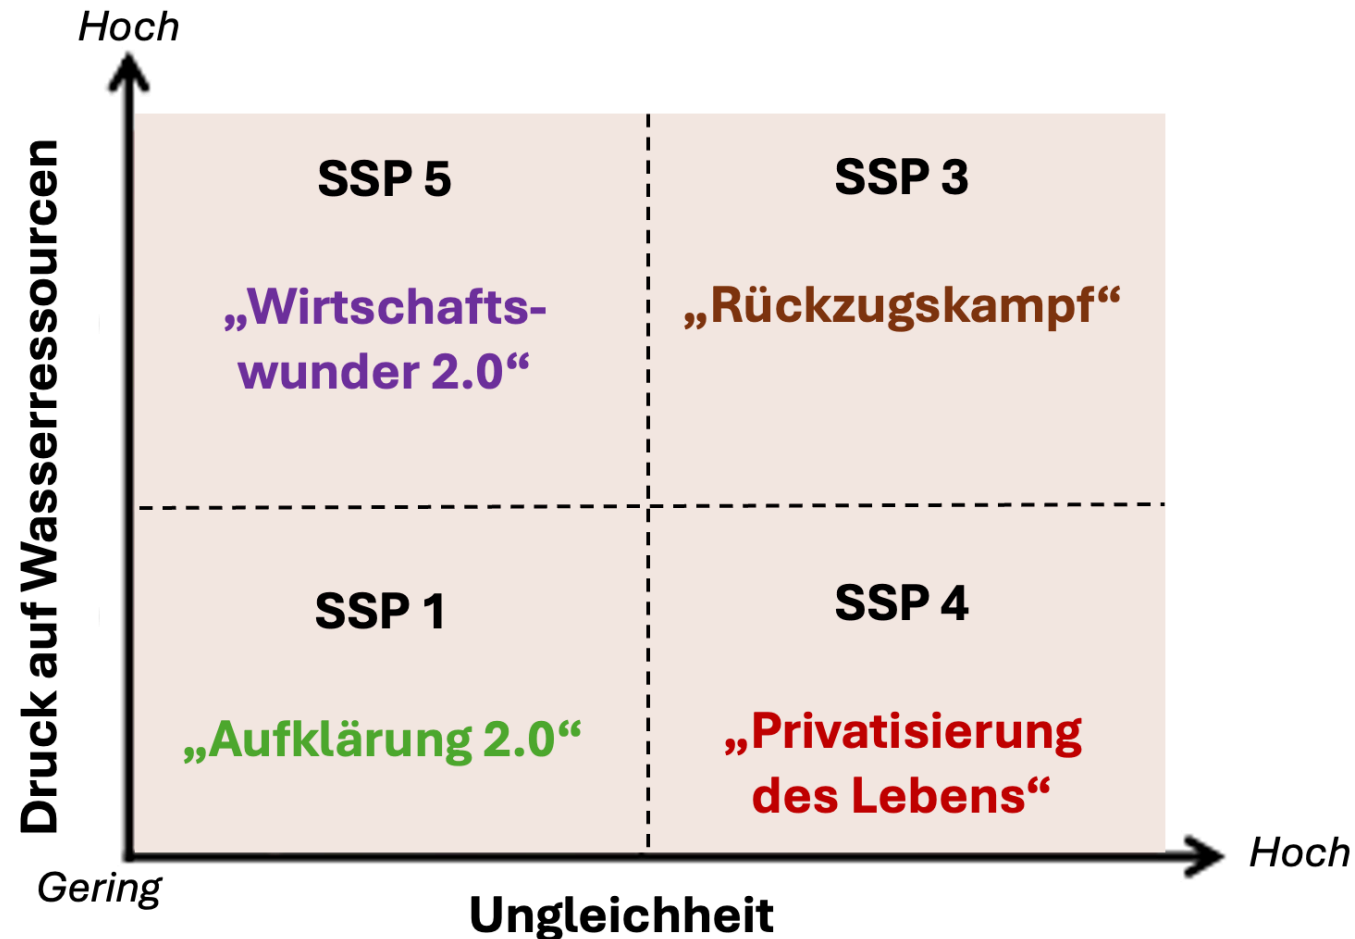 Hoch
Druck auf Wasserressourcen
SSP 5
„Wirtschafts-
wunder 2.0“
SSP 3
„Rückzugskampf“
SSP 1
„Aufklärung 2.0“
SSP 4
„Privatisierung
des Lebens“
Gering
Ungleichheit
Hoch